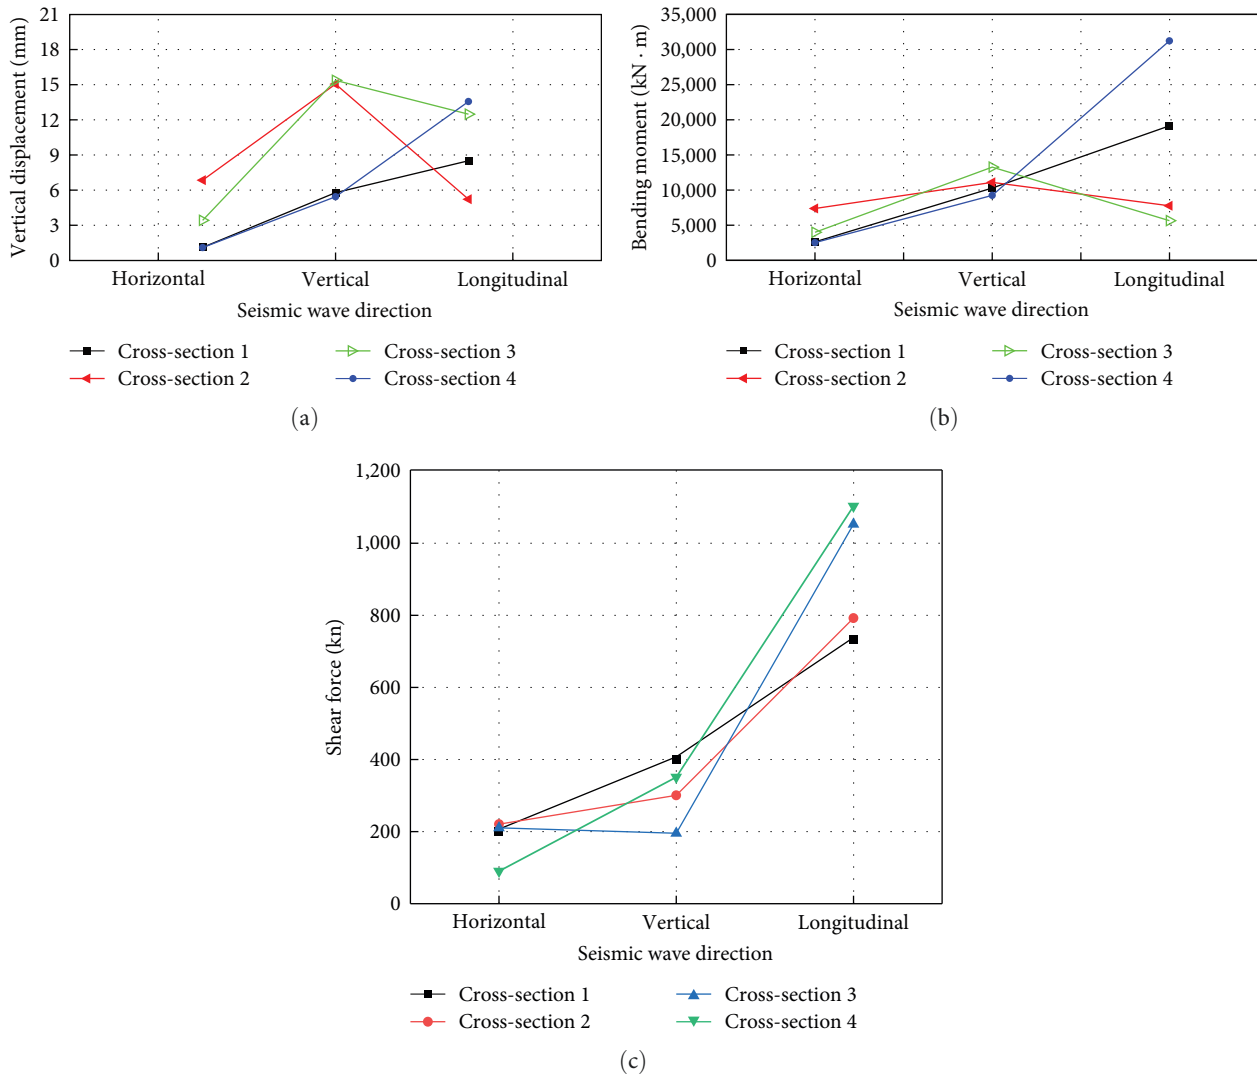 Vertical displacement (mm)
21
18
15
12
9
6
3
0
Horizontal
Vertical
Longitudinal
Seismic wave direction
Cross-section 1
Cross-section 3
Cross-section 2
Cross-section 4
(a)
Bending moment (kN · m)
35,000
30,000
25,000
20,000
15,000
10,000
5,000
0
Horizontal
Vertical
Longitudinal
Seismic wave direction
Cross-section 1
Cross-section 3
Cross-section 2
Cross-section 4
(b)
Shear force (kn)
1,200
1,000
800
600
400
200
0
Horizontal
Vertical
Longitudinal
Seismic wave direction
Cross-section 1
Cross-section 3
Cross-section 2
Cross-section 4
(c)